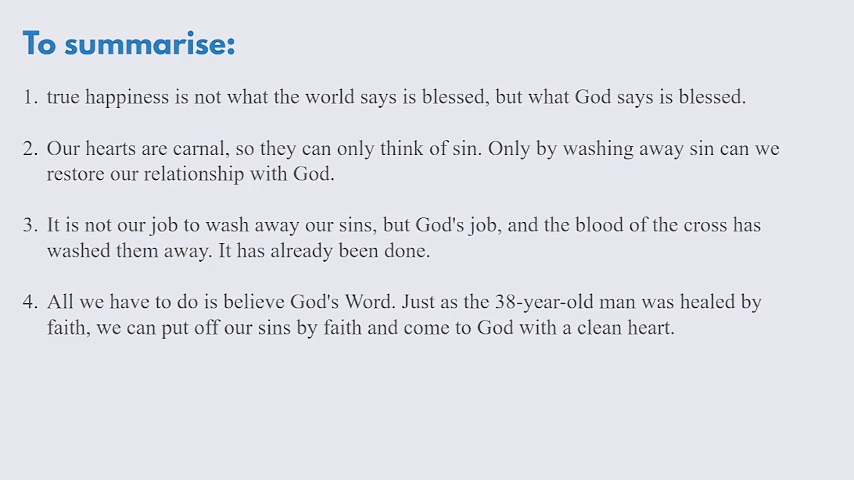 To summarise:
1. true happiness is not what the world says is blessed, but what God says is blessed.
2. Our hearts are carnal, so they can only think of sin. Only by washing away sin can we
restore our relationship with God.
3. It is not our job to wash away our sins, but God's job, and the blood of the cross has
washed them away. It has already been done.
4. All we have to do is believe God's Word. Just as the 38-year-old man was healed by
faith, we can put off our sins by faith and come to God with a clean heart.